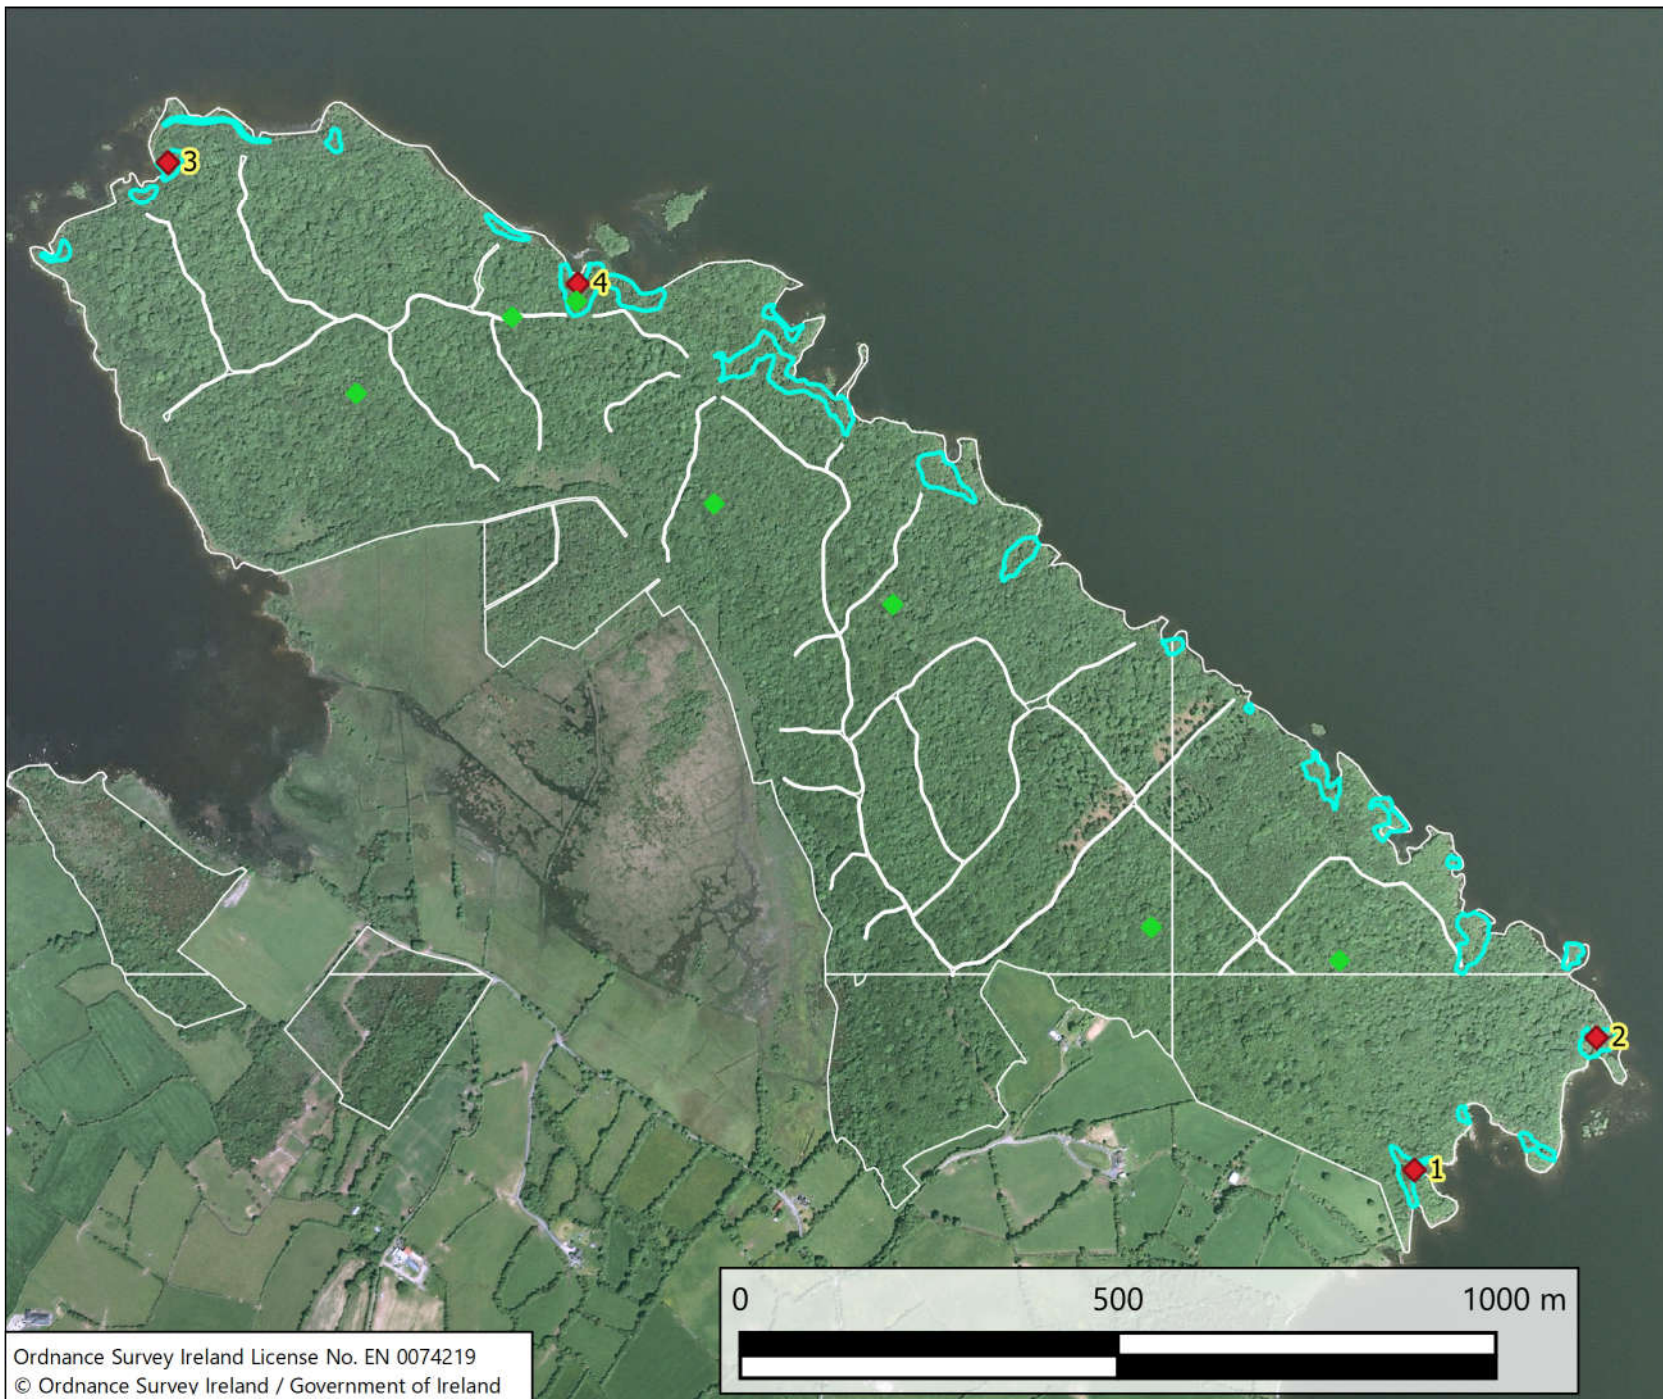 3
4
2
1
0 500 1000 m
Ordnance Survey Ireland License No. EN 0074219
© Ordnance Survey Ireland / Government of Ireland